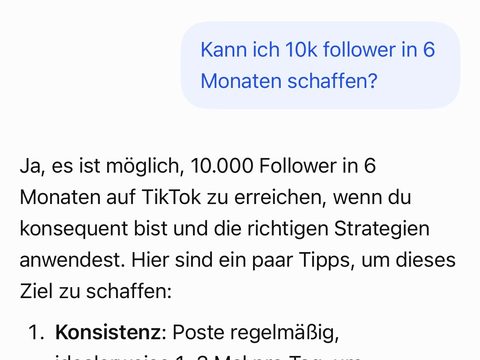 Kann ich 10k follower in 6
Monaten schaffen?
Ja, es ist möglich, 10.000 Follower in 6
Monaten auf TikTok zu erreichen, wenn du
konsequent bist und die richtigen Strategien
anwendest. Hier sind ein paar Tipps, um dieses
Ziel zu schaffen:
1. Konsistenz: Poste regelmäßig,